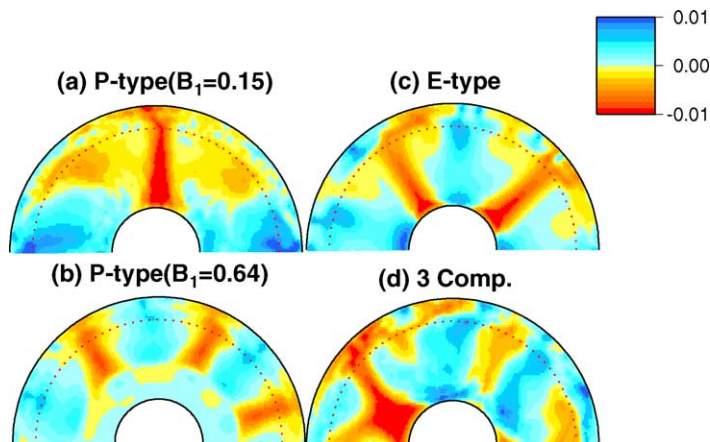 0.01
0.00
-0.01
(a) P-type(B₁=0.15)
(c) E-type
(b) P-type(B₁=0.64)
(d) 3 Comp.